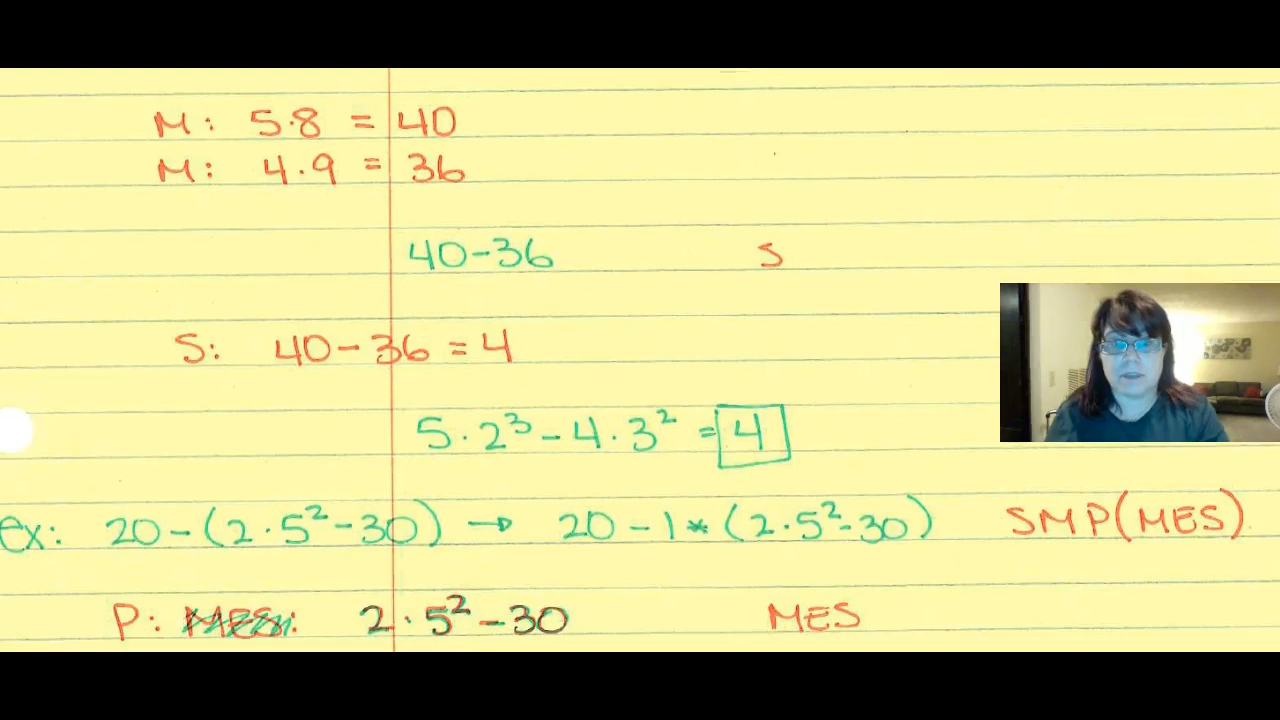 M: 5·8 = 40
M: 4·9 = 36
40-36 S
S: 40-36 = 4
5·2³ - 4·3² = 4
ex: 20-(2·5²-30) → 20-1*(2·5²-30) SMP(MES)
P: MES: 2·5²-30 MES